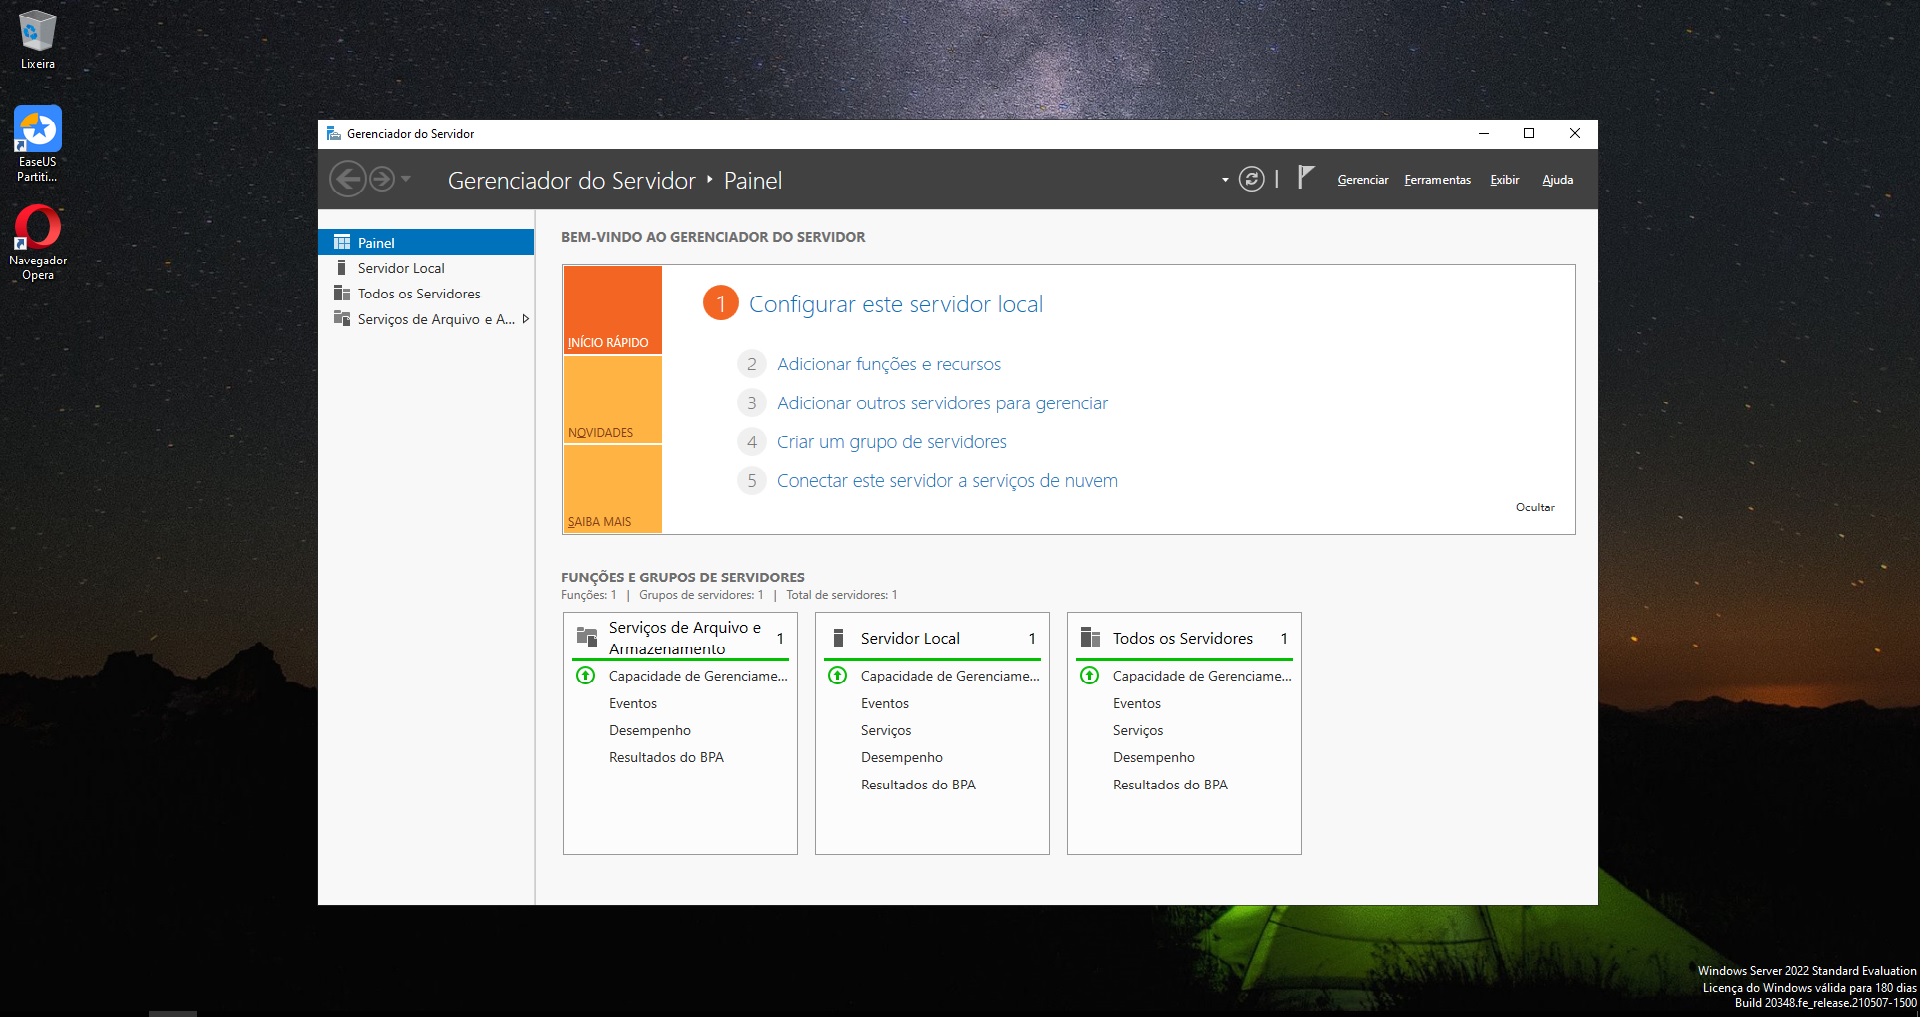 Lixeira
EaseUS
Partiti...
Navegador
Opera
Gerenciador do Servidor
Gerenciador do Servidor
Painel
Gerenciar
Ferramentas
Exibir
Ajuda
Painel
Servidor Local
Todos os Servidores
Serviços de Arquivo e A...
BEM-VINDO AO GERENCIADOR DO SERVIDOR
INÍCIO RÁPIDO
NOVIDADES
SAIBA MAIS
1 Configurar este servidor local
2 Adicionar funções e recursos
3 Adicionar outros servidores para gerenciar
4 Criar um grupo de servidores
5 Conectar este servidor a serviços de nuvem
Ocultar
FUNÇÕES E GRUPOS DE SERVIDORES
Funções: 1 | Grupos de servidores: 1 | Total de servidores: 1
Serviços de Arquivo e
Armazenamento
1
Capacidade de Gerenciame...
Eventos
Desempenho
Resultados do BPA
Servidor Local 1
Capacidade de Gerenciame...
Eventos
Serviços
Desempenho
Resultados do BPA
Todos os Servidores 1
Capacidade de Gerenciame...
Eventos
Serviços
Desempenho
Resultados do BPA
Windows Server 2022 Standard Evaluation
Licença do Windows válida para 180 dias
Build 20348.fe_release.210507-1500